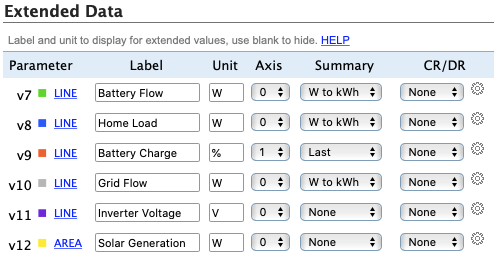 Extended Data
Label and unit to display for extended values, use blank to hide. HELP
Parameter Label Unit Axis Summary CR/DR
v7 LINE Battery Flow W 0 W to kWh None
v8 LINE Home Load W 0 W to kWh None
v9 LINE Battery Charge % 1 Last None
v10 LINE Grid Flow W 0 W to kWh None
v11 LINE Inverter Voltage V 0 None None
v12 AREA Solar Generation W 0 None None